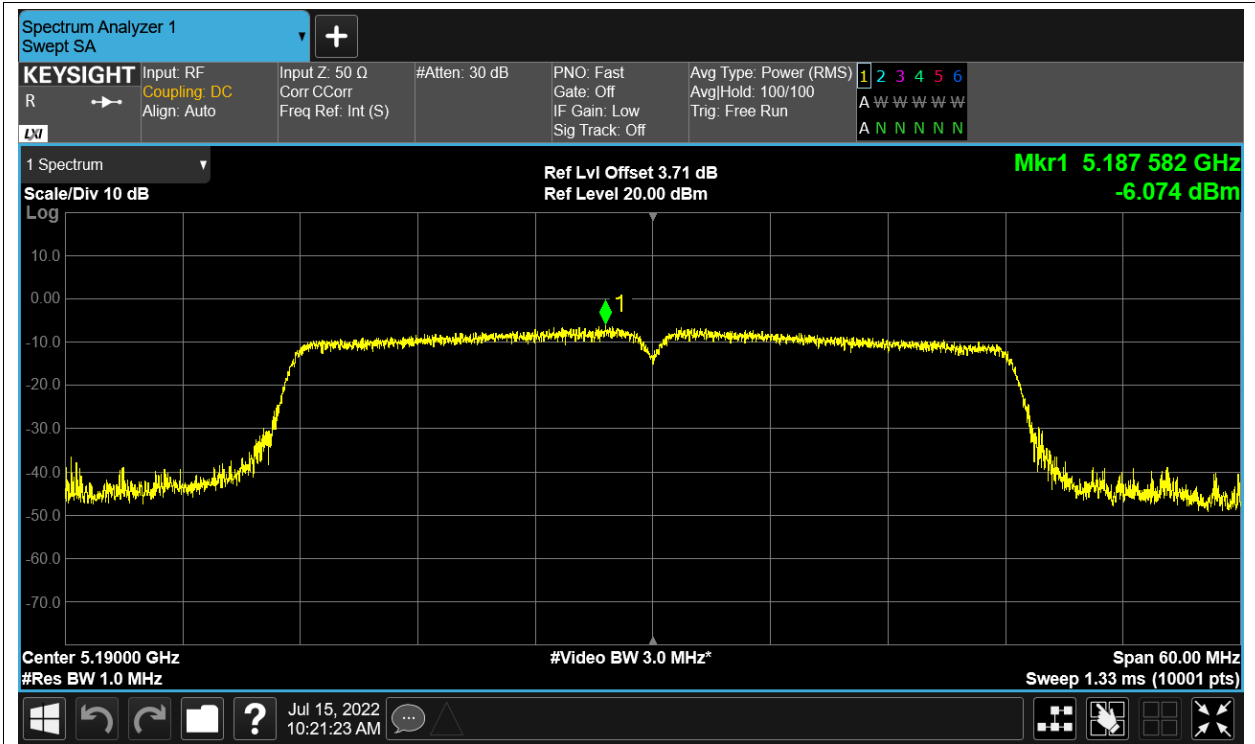 Spectrum Analyzer 1
Swept SA
+
KEYSIGHT
R
LXI
Input: RF
Coupling: DC
Align: Auto
Input Z: 50 Ω
Corr CCorr
Freq Ref: Int (S)
#Atten: 30 dB
PNO: Fast
Gate: Off
IF Gain: Low
Sig Track: Off
Avg Type: Power (RMS)
Avg|Hold: 100/100
Trig: Free Run
1 2 3 4 5 6
A W W W W W
A N N N N N
1 Spectrum
Scale/Div 10 dB
Log
Ref Lvl Offset 3.71 dB
Ref Level 20.00 dBm
Mkr1 5.187 582 GHz
-6.074 dBm
10.0
0.00
1
-10.0
-20.0
-30.0
-40.0
-50.0
-60.0
-70.0
Center 5.19000 GHz
#Res BW 1.0 MHz
#Video BW 3.0 MHz*
Span 60.00 MHz
Sweep 1.33 ms (10001 pts)
?
Jul 15, 2022
10:21:23 AM